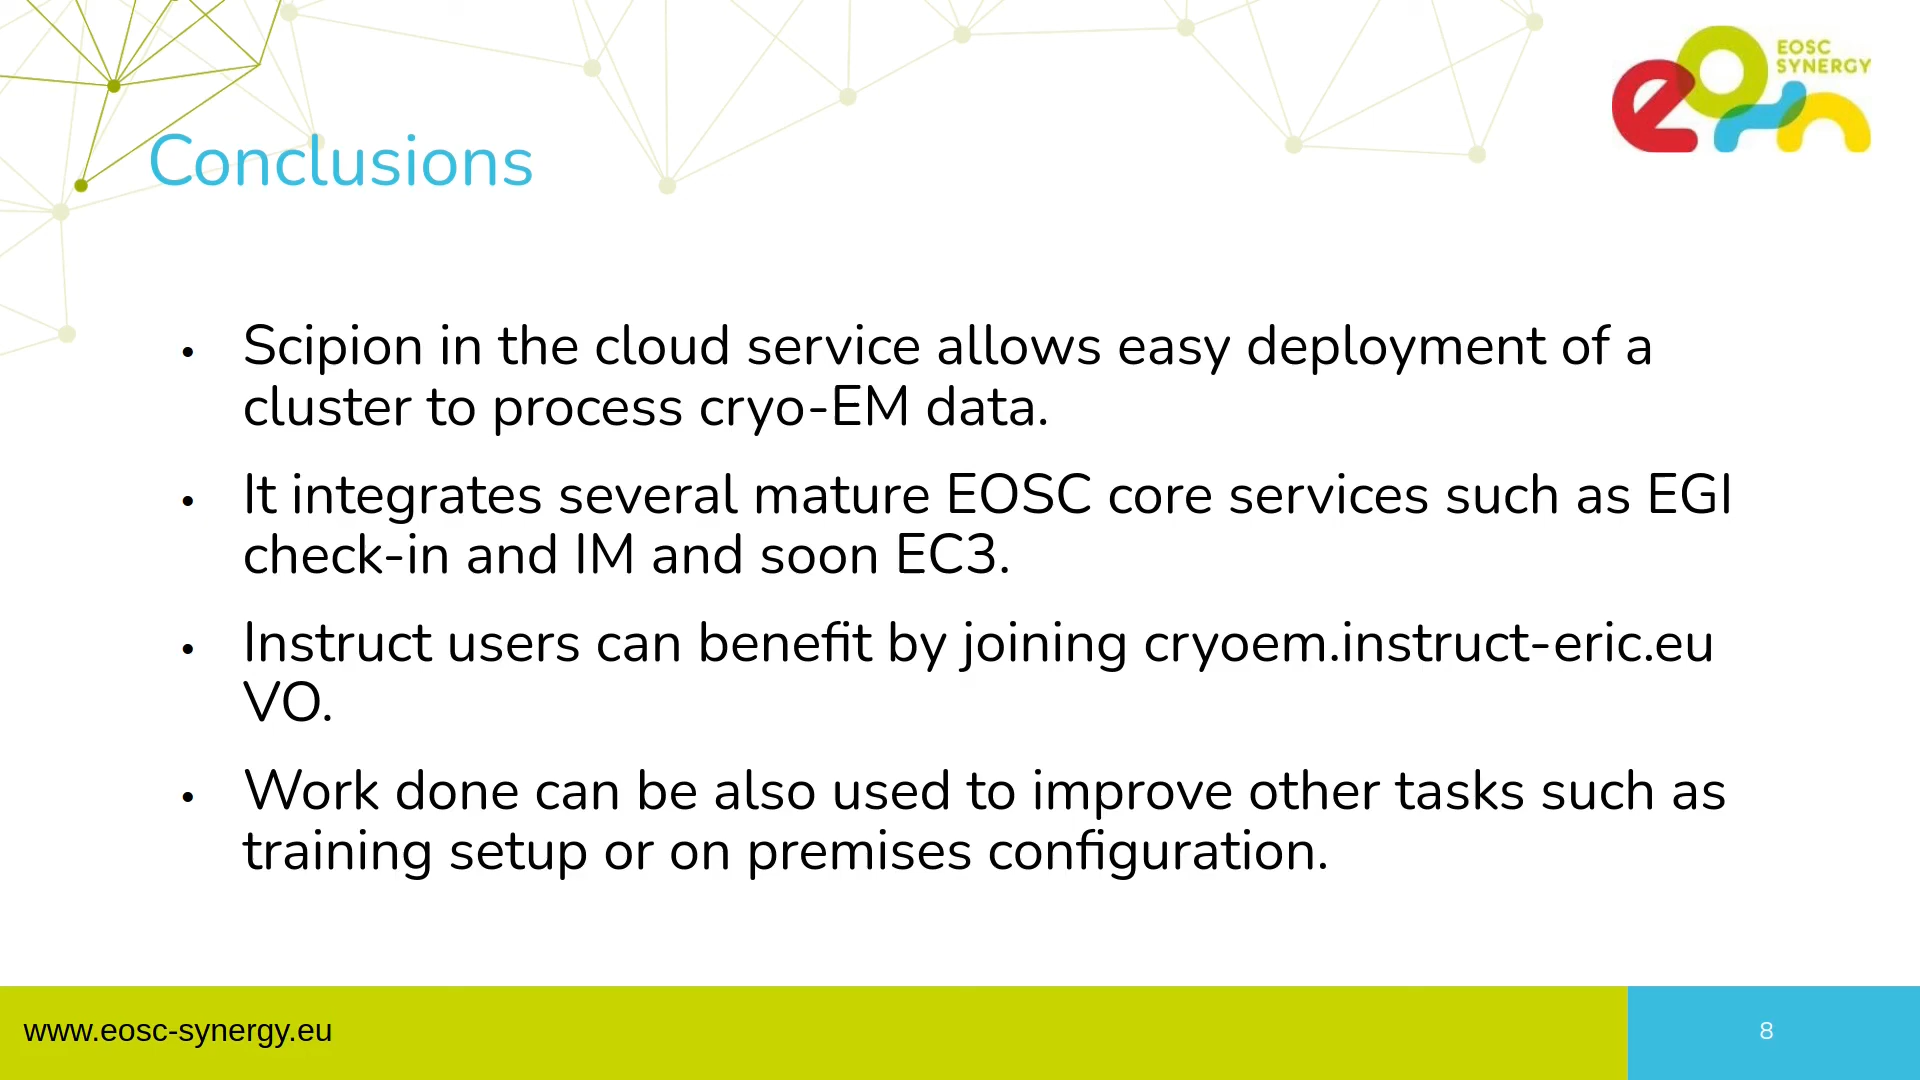 EOSC
SYNERGY
Conclusions
• Scipion in the cloud service allows easy deployment of a
cluster to process cryo-EM data.
• It integrates several mature EOSC core services such as EGI
check-in and IM and soon EC3.
• Instruct users can benefit by joining cryoem.instruct-eric.eu
VO.
• Work done can be also used to improve other tasks such as
training setup or on premises configuration.
www.eosc-synergy.eu
8